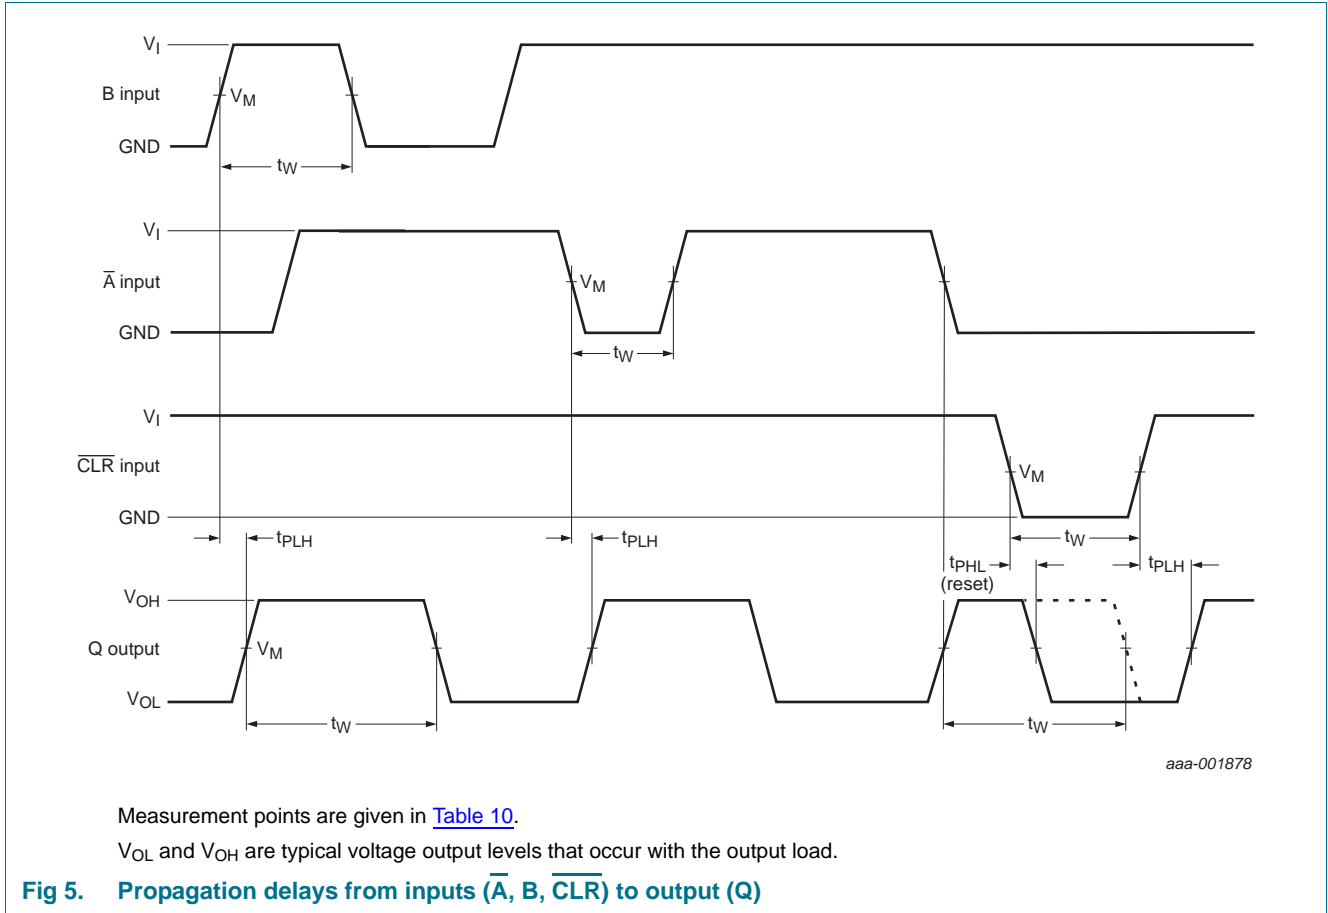 VI
B input
VM
GND
tW
VI
A̅ input
VM
GND
tW
VI
C̅L̅R̅ input
VM
GND
tPLH
tPLH
tW
tPHL
(reset)
tPLH
VOH
Q output
VM
VOL
tW
tW
aaa-001878
Measurement points are given in Table 10.
VOL and VOH are typical voltage output levels that occur with the output load.
Fig 5. Propagation delays from inputs (A̅, B, C̅L̅R̅) to output (Q)